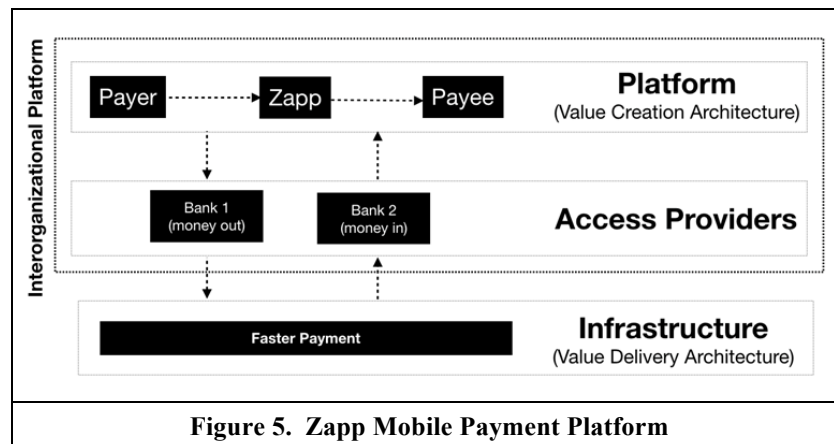 Interorganizational Platform
Payer
Zapp
Payee
Platform
(Value Creation Architecture)
Bank 1
(money out)
Bank 2
(money in)
Access Providers
Faster Payment
Infrastructure
(Value Delivery Architecture)
Figure 5. Zapp Mobile Payment Platform